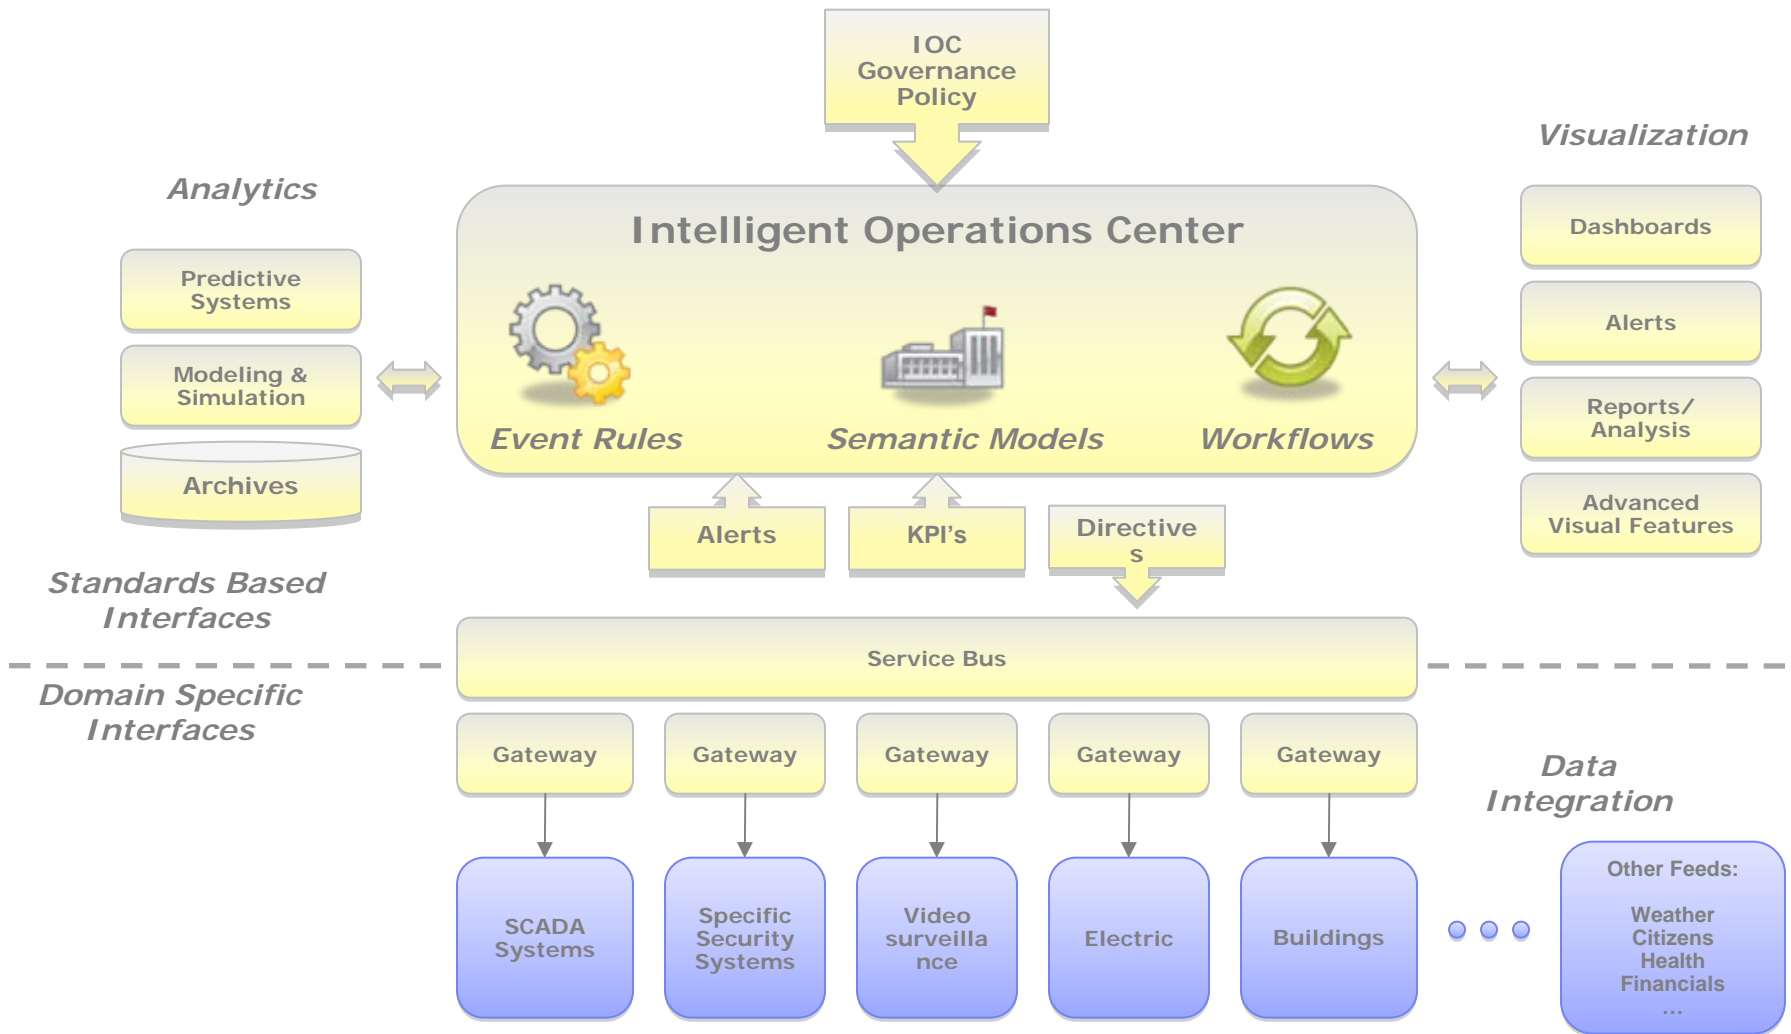 IOC
Governance
Policy
Visualization
Analytics
Intelligent Operations Center
Dashboards
Predictive
Systems
Alerts
Modeling &
Simulation
Reports/
Analysis
Event Rules
Semantic Models
Workflows
Archives
Advanced
Visual Features
Alerts
KPI's
Directive
s
Standards Based
Interfaces
Service Bus
Domain Specific
Interfaces
Gateway
Gateway
Gateway
Gateway
Gateway
Data
Integration
SCADA
Systems
Specific
Security
Systems
Video
surveilla
nce
Electric
Buildings
Other Feeds:
Weather
Citizens
Health
Financials
...